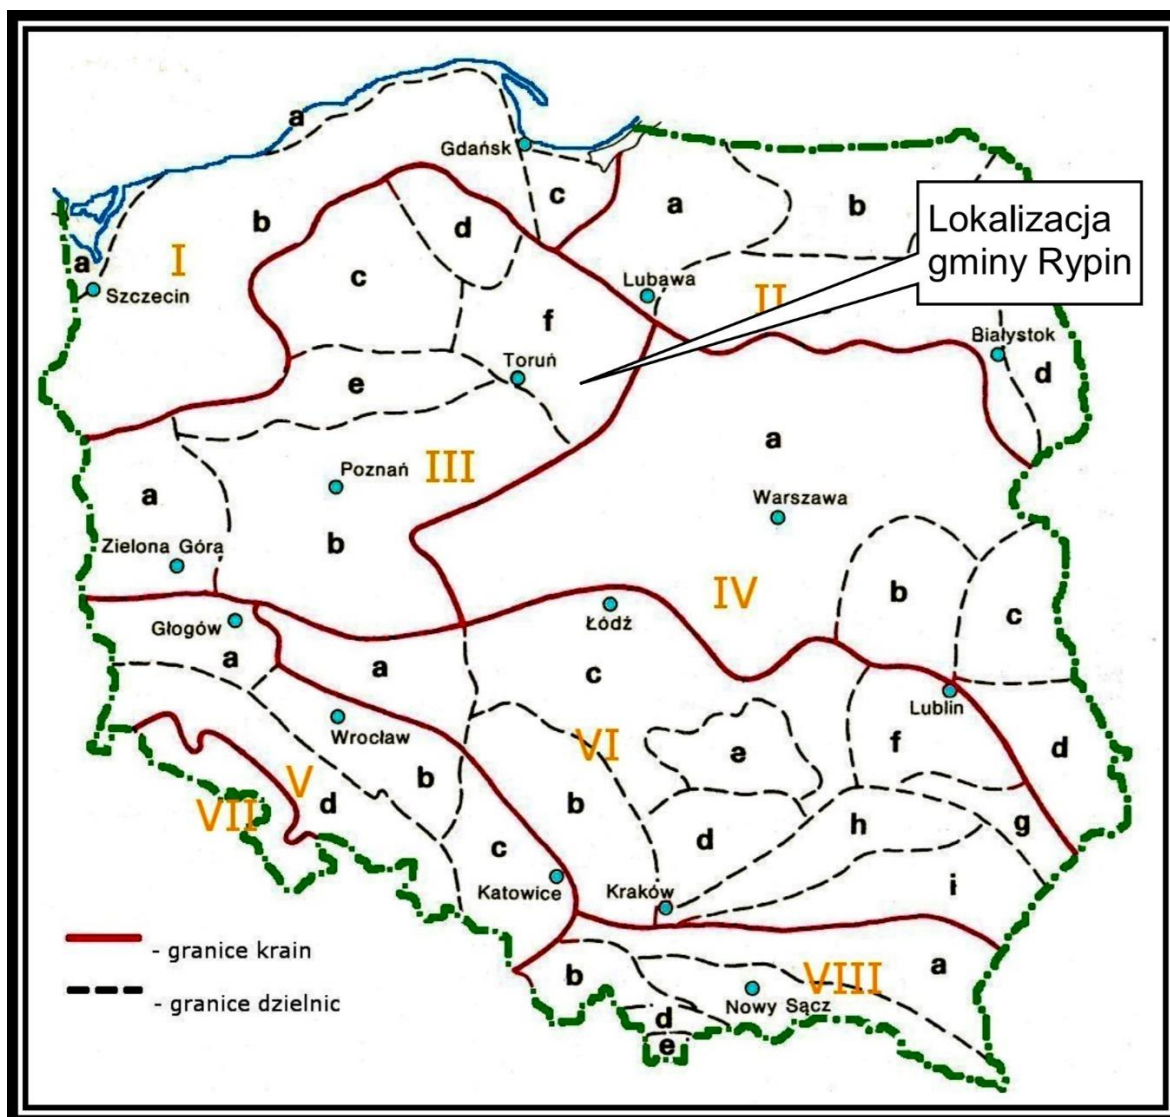 a
Gdańsk
c
a
b
b
d
Lokalizacja
gminy Rypin
I
c
a
Szczecin
Lubawa
II
f
Białystok
Toruń
d
e
a
III
Poznań
a
Warszawa
b
Zielona Góra
IV
b
c
Łódź
Głogów
a
a
c
Lublin
Wrocław
VI
f
d
e
V
b
VII
d
b
h
g
d
c
i
Katowice
Kraków
- granice krain
a
b
VIII
- granice dzielnic
Nowy Sącz
d
e